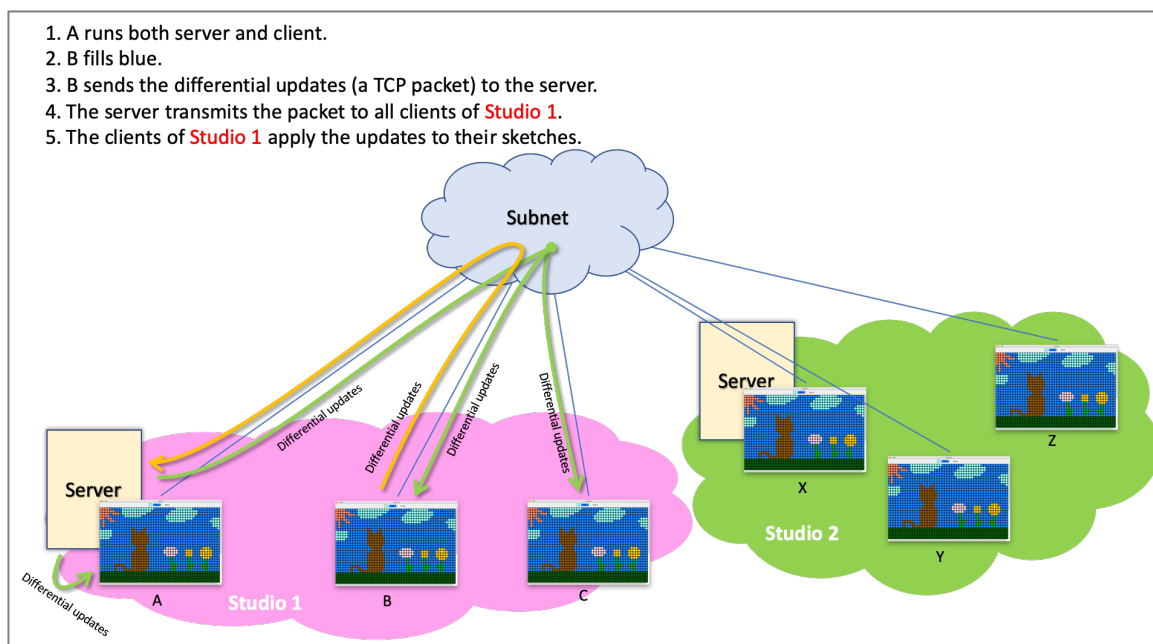 1. A runs both server and client.
2. B fills blue.
3. B sends the differential updates (a TCP packet) to the server.
4. The server transmits the packet to all clients of Studio 1.
5. The clients of Studio 1 apply the updates to their sketches.
Subnet
Server
Z
X
Y
Studio 2
Differential updates
Differential updates
Differential updates
Differential updates
Server
A
B
C
Studio 1
Differential updates